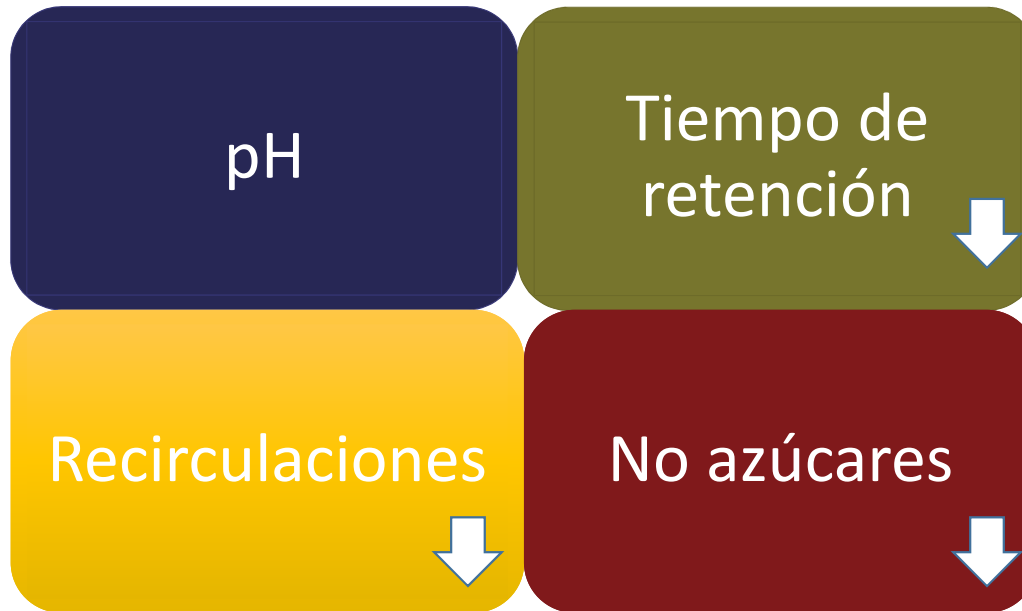 pH
Tiempo de
retención
Recirculaciones
No azúcares